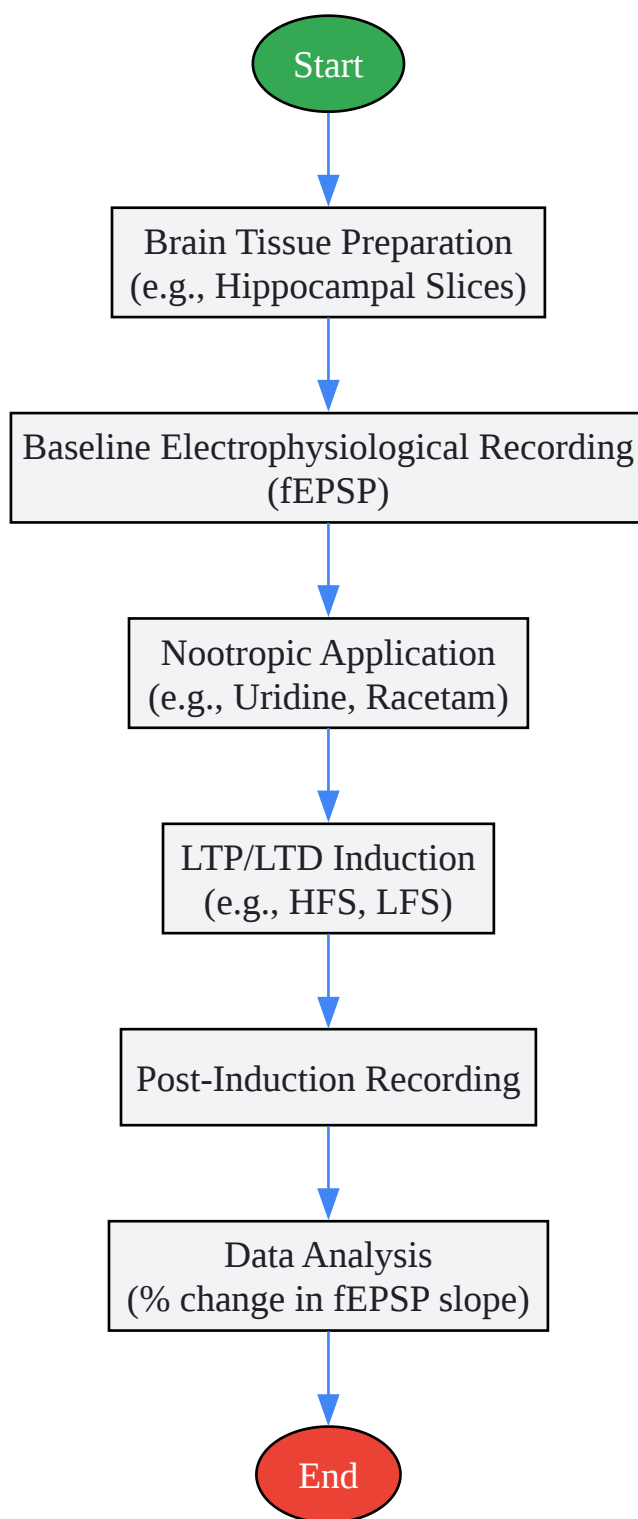 Start
Brain Tissue Preparation
(e.g., Hippocampal Slices)
Baseline Electrophysiological Recording
(fEPSP)
Nootropic Application
(e.g., Uridine, Racetam)
LTP/LTD Induction
(e.g., HFS, LFS)
Post-Induction Recording
Data Analysis
(% change in fEPSP slope)
End